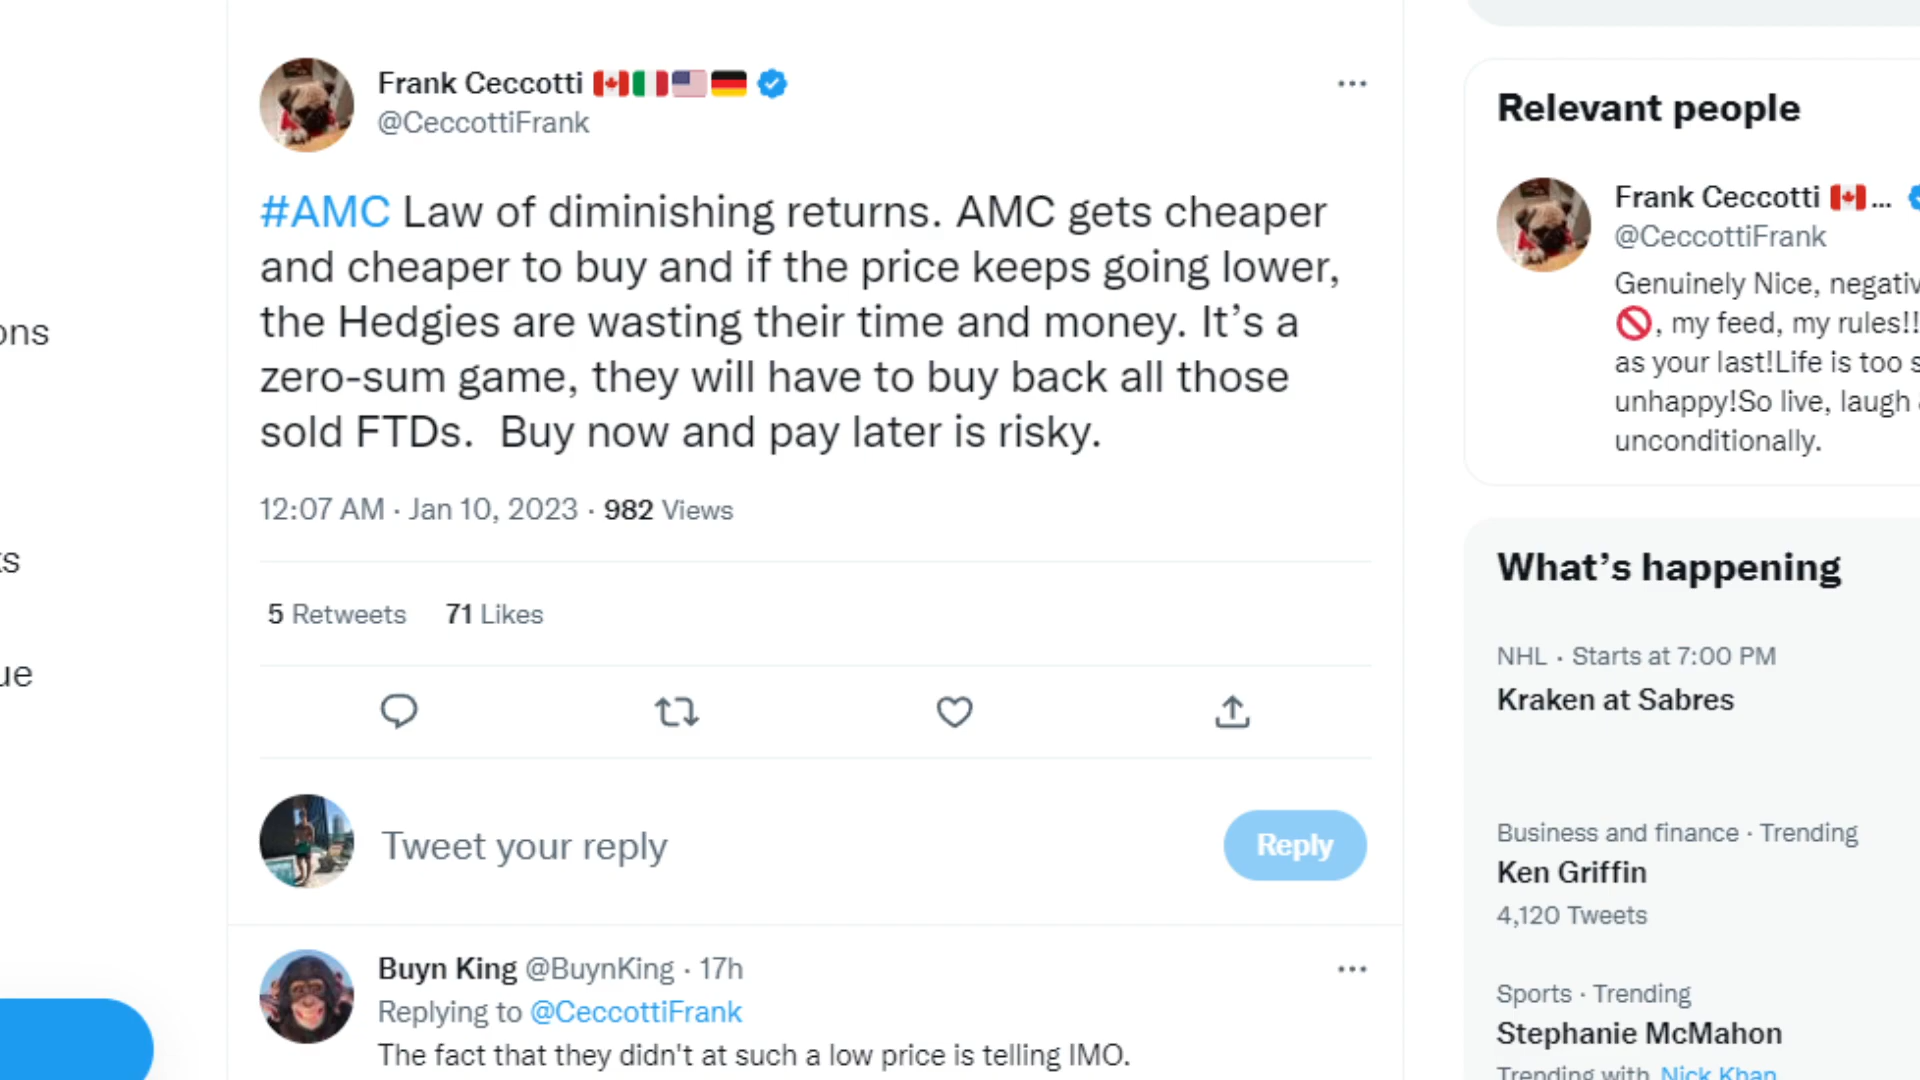 Frank Ceccotti
@CeccottiFrank
#AMC Law of diminishing returns. AMC gets cheaper
and cheaper to buy and if the price keeps going lower,
the Hedgies are wasting their time and money. It’s a
zero-sum game, they will have to buy back all those
sold FTDs.  Buy now and pay later is risky.
12:07 AM · Jan 10, 2023 · 982 Views
5 Retweets 71 Likes
Tweet your reply
Reply
Buyn King @BuynKing · 17h
Replying to @CeccottiFrank
The fact that they didn't at such a low price is telling IMO.
Relevant people
Frank Ceccotti ...
@CeccottiFrank
Genuinely Nice,
, my feed, my rules!!
as your last!Life is too
unhappy!So live, laugh
unconditionally.
What’s happening
NHL · Starts at 7:00 PM
Kraken at Sabres
Business and finance · Trending
Ken Griffin
4,120 Tweets
Sports · Trending
Stephanie McMahon
Trending with Nick Khan